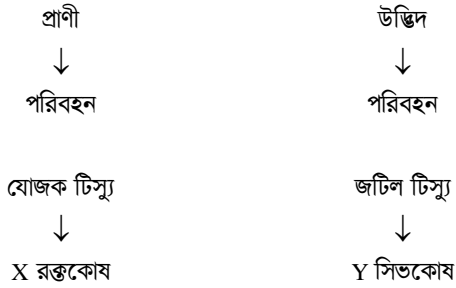 প্রাণী উদ্ভিদ
↓ ↓
পরিবহন পরিবহন
যোজক টিস্যু জটিল টিস্যু
↓ ↓
X রক্তকোষ Y সিভকোষ